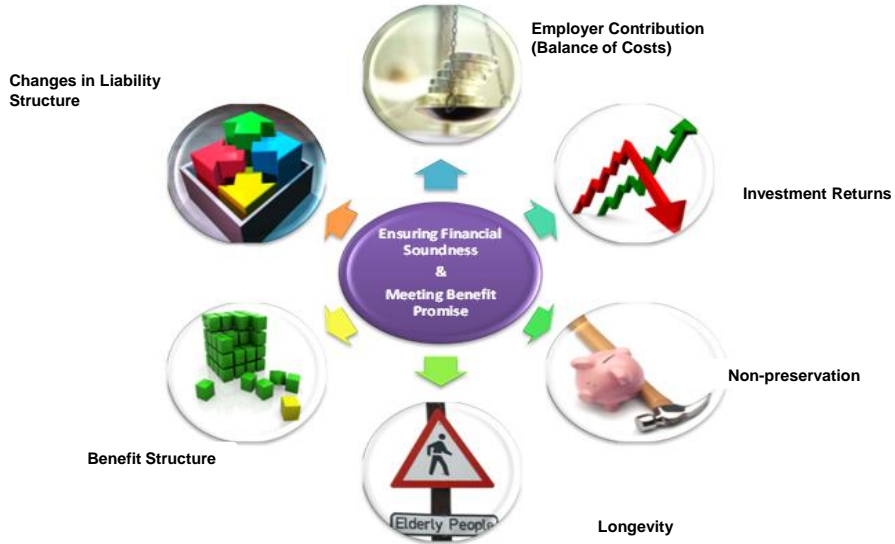 Employer Contribution
(Balance of Costs)
Changes in Liability
Structure
Investment Returns
Ensuring Financial
Soundness
&
Meeting Benefit
Promise
Non-preservation
Benefit Structure
Elderly People
Longevity